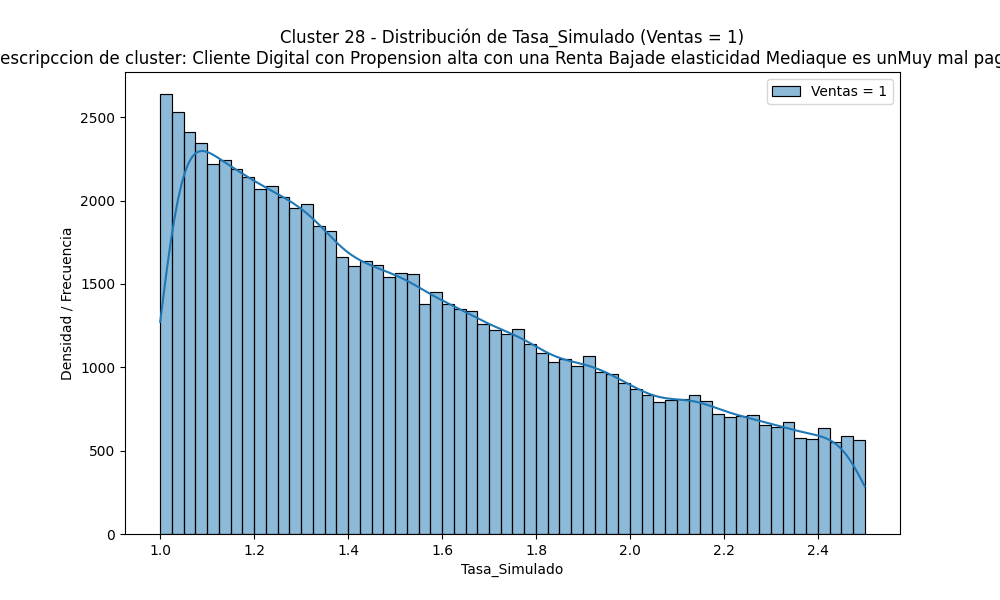 Cluster 28 - Distribución de Tasa_Simulado (Ventas = 1)
escripccion de cluster: Cliente Digital con Propension alta con una Renta Bajade elasticidad Mediaque es unMuy mal pag
Ventas = 1
Densidad / Frecuencia
2500
2000
1500
1000
500
0
1.0 1.2 1.4 1.6 1.8 2.0 2.2 2.4
Tasa_Simulado